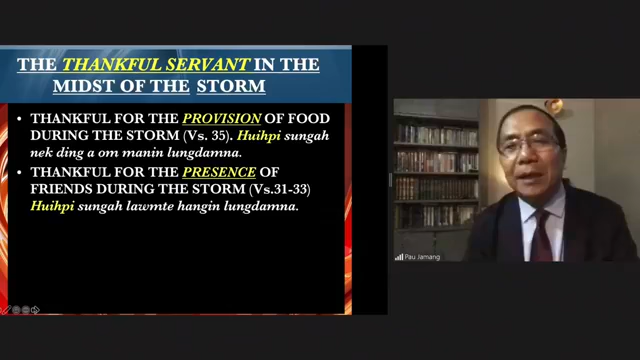 THE THANKFUL SERVANT IN THE
MIDST OF THE STORM
• THANKFUL FOR THE PROVISION OF FOOD
DURING THE STORM (Vs. 35). Huihpi sungah
nek ding a om manin lungdamna.
• THANKFUL FOR THE PRESENCE OF
FRIENDS DURING THE STORM (Vs.31-33)
Huihpi sungah lawmte hangin lungdamna.
Pau Jamang